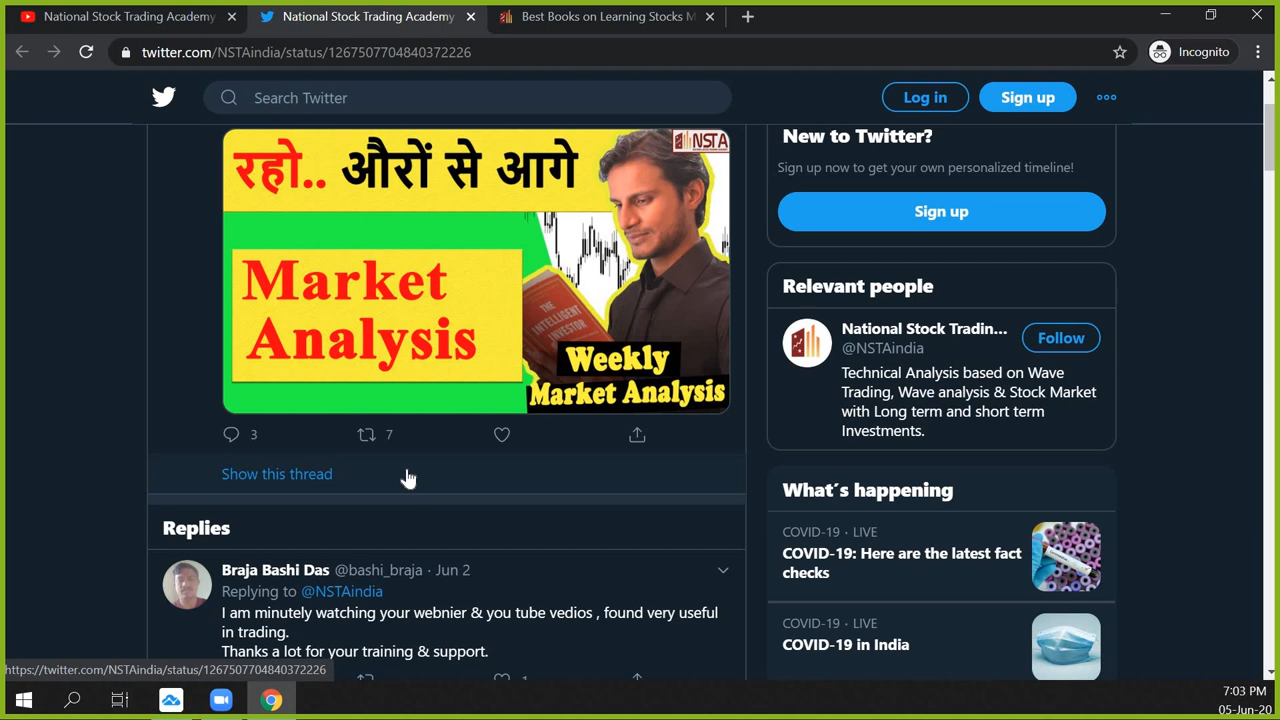 National Stock Trading Academy
National Stock Trading Academy
Best Books on Learning Stocks M
twitter.com/NSTAindia/status/1267507704840372226
Incognito
Search Twitter
Log in
Sign up
रहो.. औरों से आगे
NSTA
Market
Analysis
THE
INTELLIGENT
INVESTOR
Weekly
Market Analysis
3
7
Show this thread
Replies
Braja Bashi Das @bashi_braja · Jun 2
Replying to @NSTAindia
I am minutely watching your webnier & you tube vedios , found very useful
in trading.
Thanks a lot for your training & support.
1
New to Twitter?
Sign up now to get your own personalized timeline!
Sign up
Relevant people
National Stock Tradin...
@NSTAindia
Follow
Technical Analysis based on Wave
Trading, Wave analysis & Stock Market
with Long term and short term
Investments.
What's happening
COVID-19 · LIVE
COVID-19: Here are the latest fact
checks
COVID-19 · LIVE
COVID-19 in India
https://twitter.com/NSTAindia/status/1267507704840372226
7:03 PM
05-Jun-20